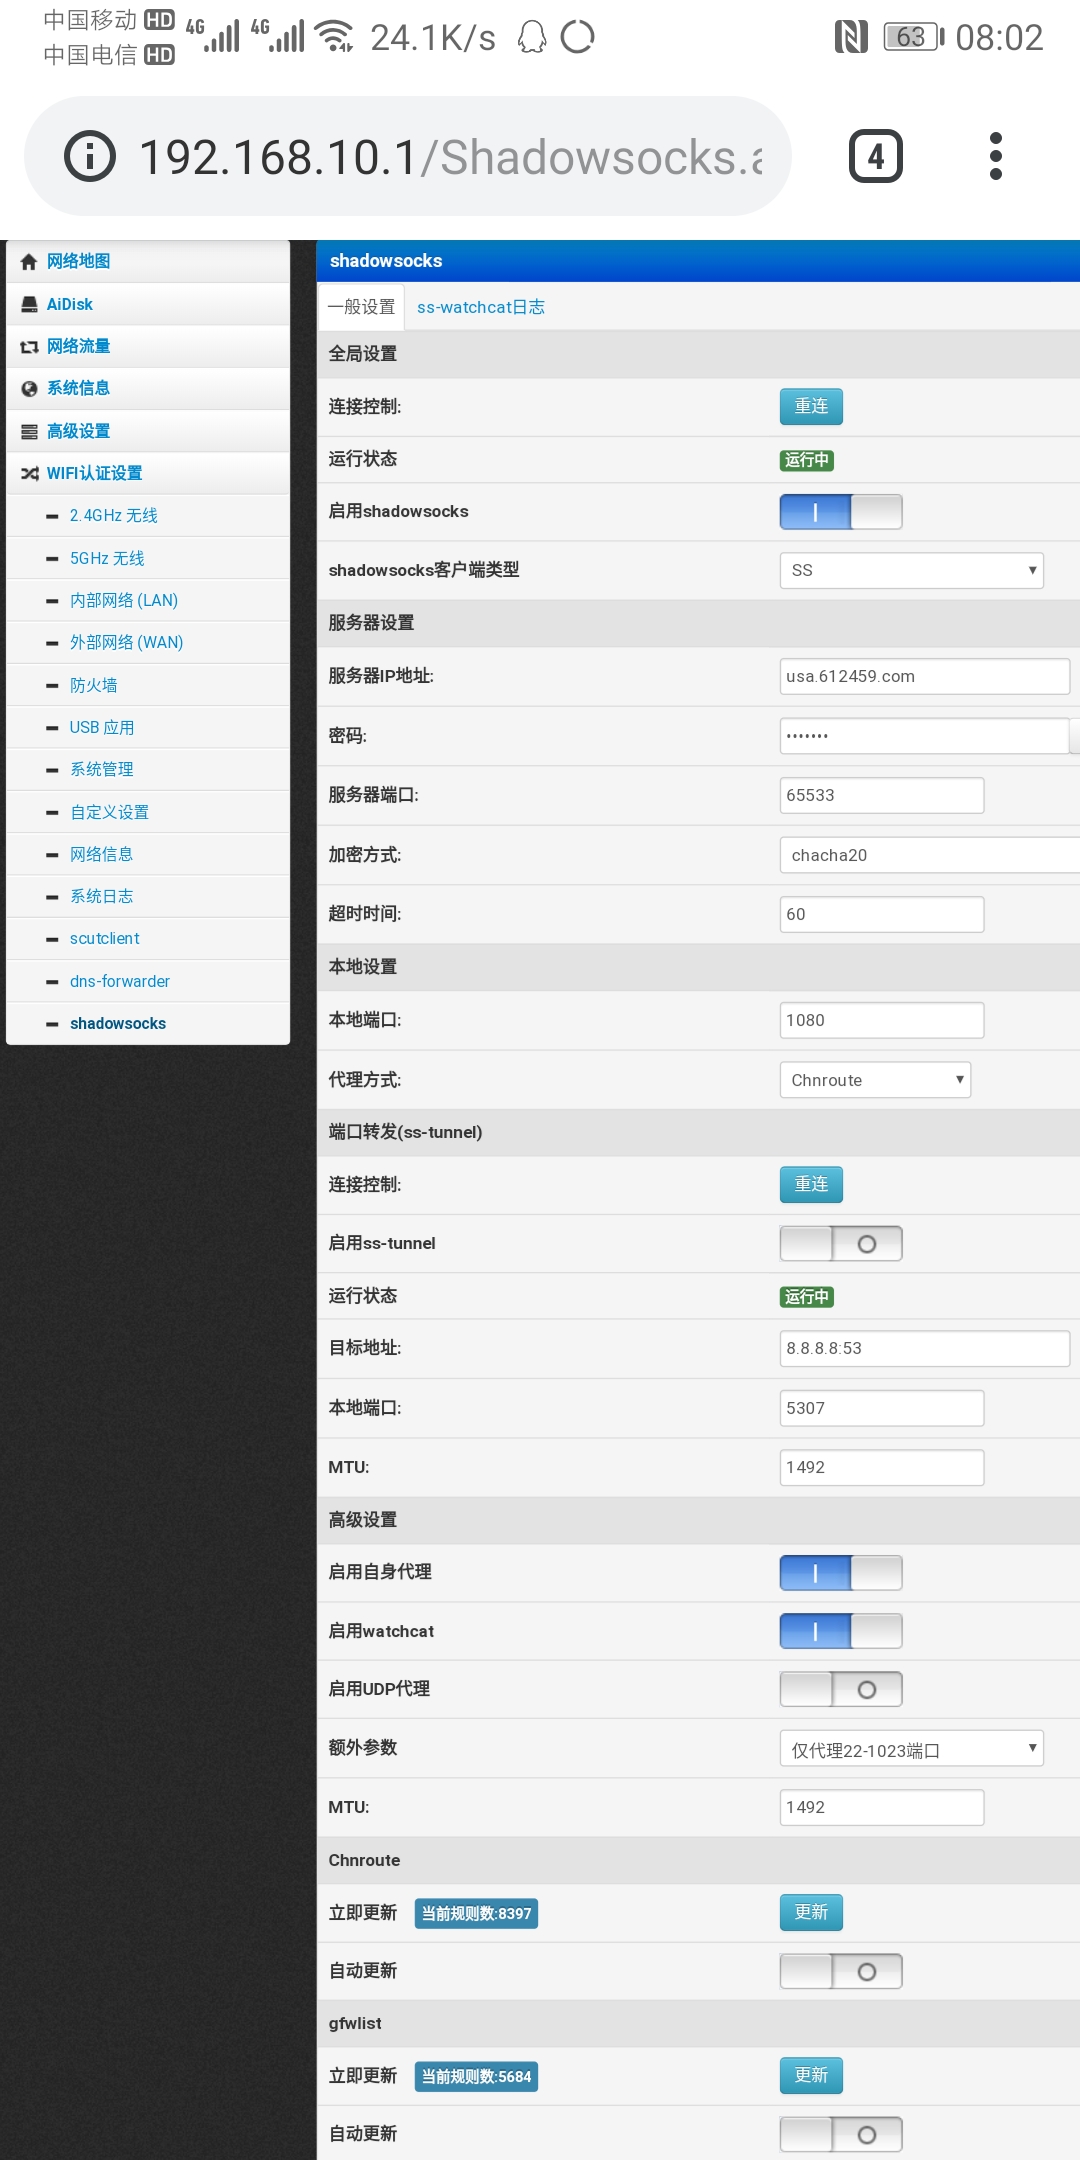 中国移动 HD 4G 4G 24.1K/s 63 08:02
中国电信 HD
192.168.10.1/Shadowsocks.a 4
网络地图
AiDisk
网络流量
系统信息
高级设置
WIFI认证设置
2.4GHz 无线
5GHz 无线
内部网络 (LAN)
外部网络 (WAN)
防火墙
USB 应用
系统管理
自定义设置
网络信息
系统日志
scutclient
dns-forwarder
shadowsocks
shadowsocks
一般设置 ss-watchcat日志
全局设置
连接控制: 重连
运行状态 运行中
启用shadowsocks
shadowsocks客户端类型 SS
服务器设置
服务器IP地址: usa.612459.com
密码: •••••••
服务器端口: 65533
加密方式: chacha20
超时时间: 60
本地设置
本地端口: 1080
代理方式: Chnroute
端口转发(ss-tunnel)
连接控制: 重连
启用ss-tunnel
运行状态 运行中
目标地址: 8.8.8.8:53
本地端口: 5307
MTU: 1492
高级设置
启用自身代理
启用watchcat
启用UDP代理
额外参数 仅代理22-1023端口
MTU: 1492
Chnroute
立即更新 当前规则数:8397 更新
自动更新
gfwlist
立即更新 当前规则数:5684 更新
自动更新